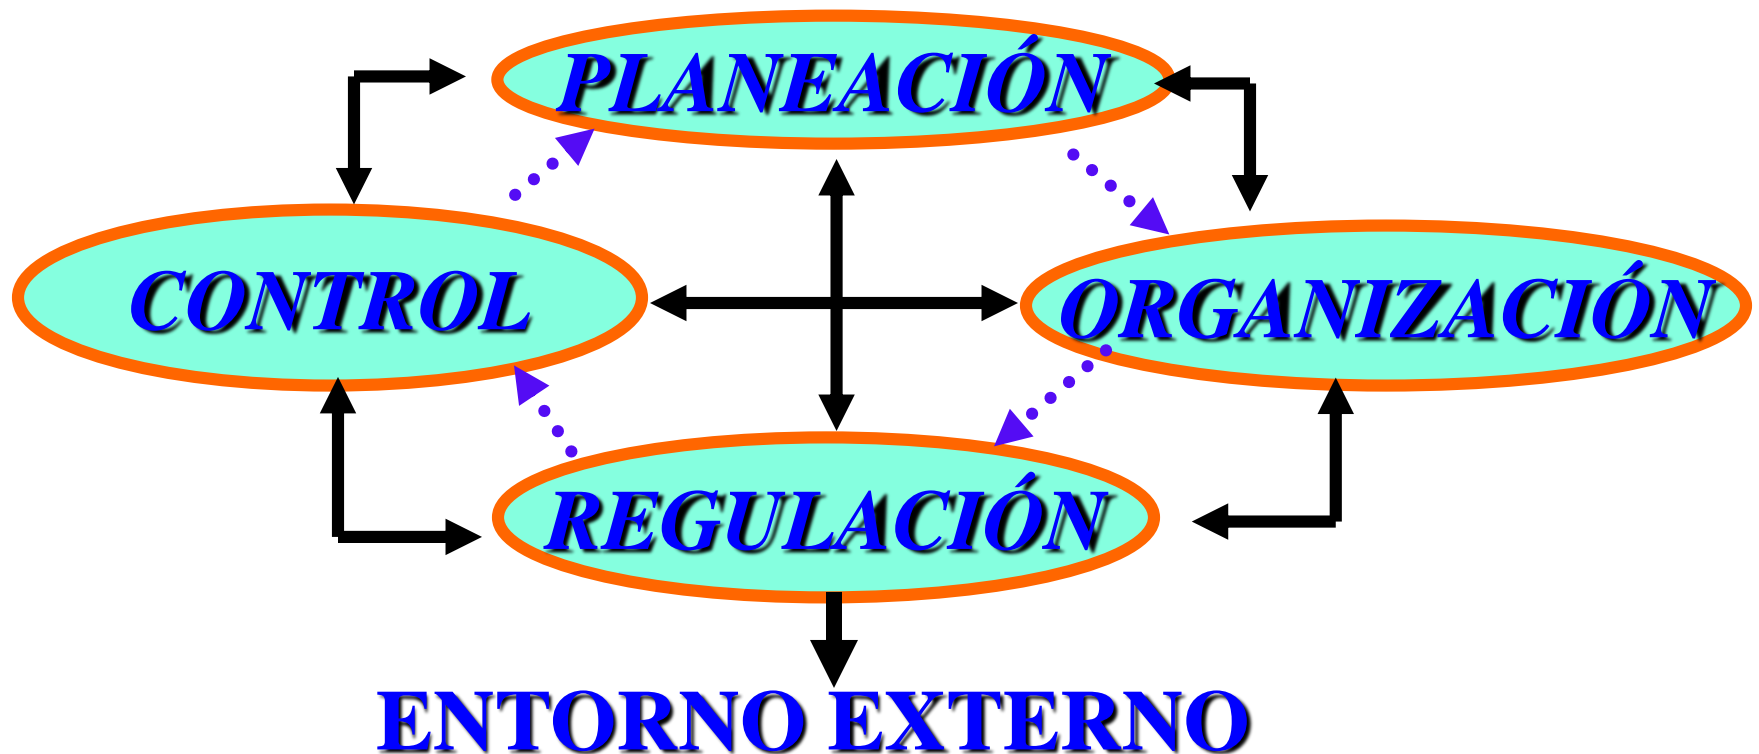 PLANEACIÓN
CONTROL
ORGANIZACIÓN
REGULACIÓN
ENTORNO EXTERNO